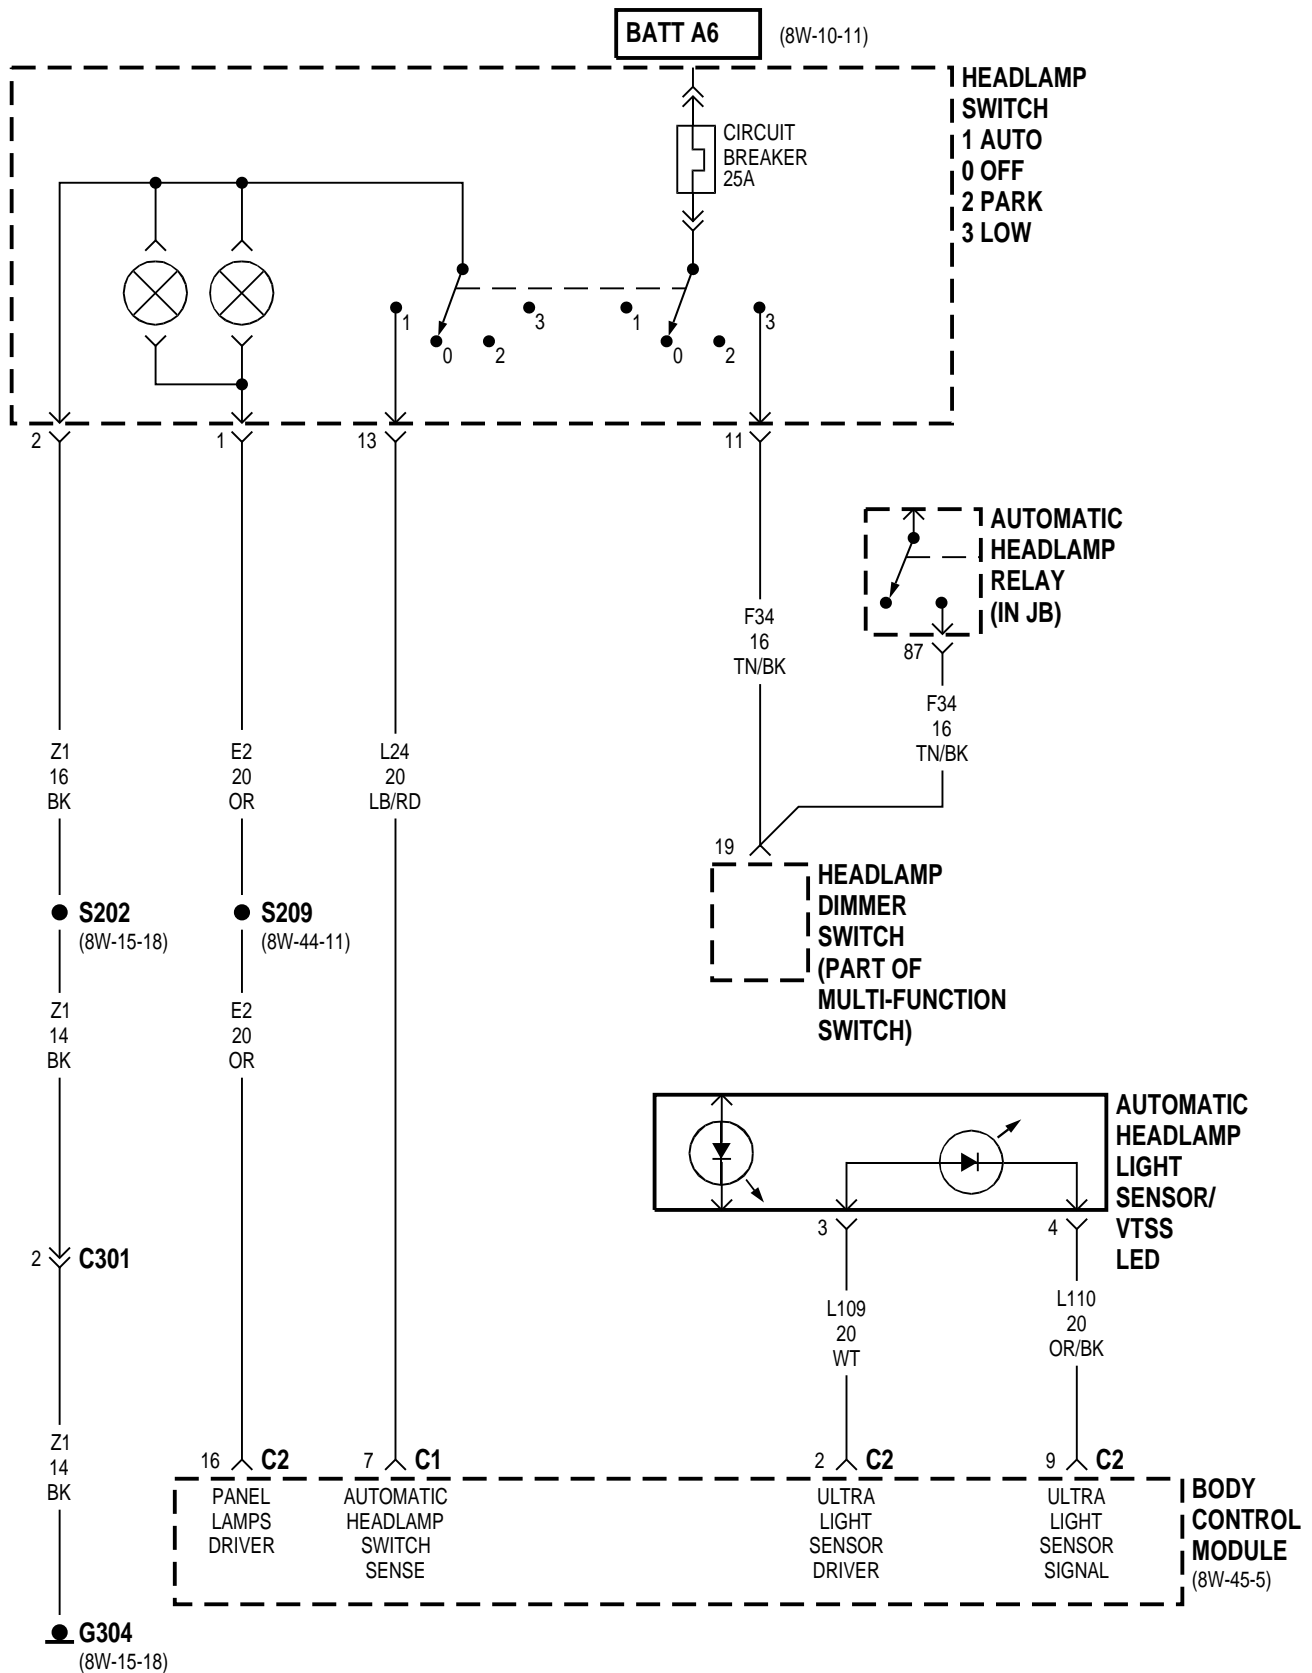 BATT A6
(8W-10-11)
HEADLAMP
SWITCH
1 AUTO
0 OFF
2 PARK
3 LOW
CIRCUIT
BREAKER
25A
1
0
2
3
1
0
2
3
2
1
13
11
AUTOMATIC
HEADLAMP
RELAY
(IN JB)
87
F34
16
TN/BK
F34
16
TN/BK
Z1
16
BK
E2
20
OR
L24
20
LB/RD
19
HEADLAMP
DIMMER
SWITCH
(PART OF
MULTI-FUNCTION
SWITCH)
S202
(8W-15-18)
S209
(8W-44-11)
Z1
14
BK
E2
20
OR
AUTOMATIC
HEADLAMP
LIGHT
SENSOR/
VTSS
LED
3
4
2
C301
L109
20
WT
L110
20
OR/BK
Z1
14
BK
16
C2
7
C1
2
C2
9
C2
PANEL
LAMPS
DRIVER
AUTOMATIC
HEADLAMP
SWITCH
SENSE
ULTRA
LIGHT
SENSOR
DRIVER
ULTRA
LIGHT
SENSOR
SIGNAL
BODY
CONTROL
MODULE
(8W-45-5)
G304
(8W-15-18)